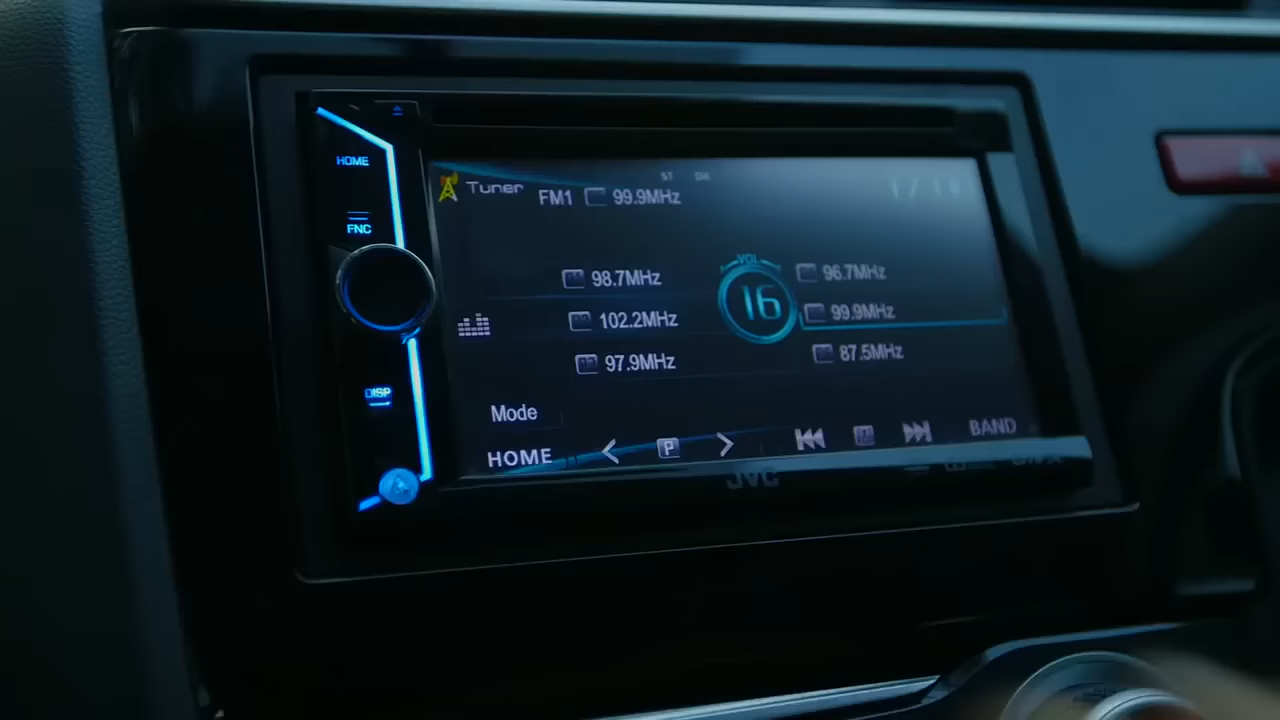 HOME
FNC
DISP
Tuner
FM1 99.9MHz
ST
98.7MHz
102.2MHz
97.9MHz
VOL
16
96.7MHz
99.9MHz
87.5MHz
Mode
HOME
P
BAND
JVC